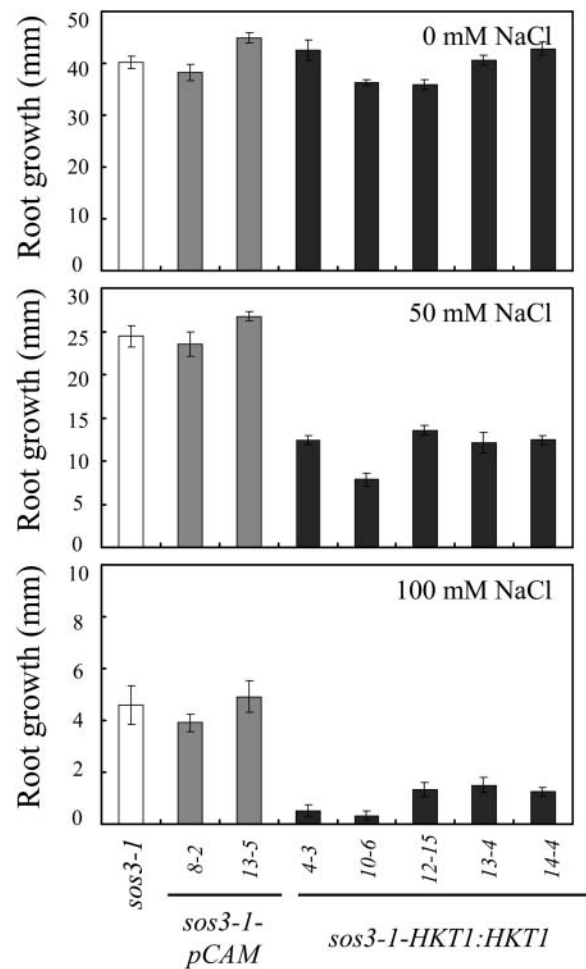 Root growth (mm)
50
40
30
20
10
0
0 mM NaCl
Root growth (mm)
30
25
20
15
10
5
0
50 mM NaCl
Root growth (mm)
10
8
6
4
2
0
100 mM NaCl
sos3-1
8-2
13-5
4-3
10-6
12-15
13-4
14-4
sos3-1-
pCAM
sos3-1-HKT1:HKT1